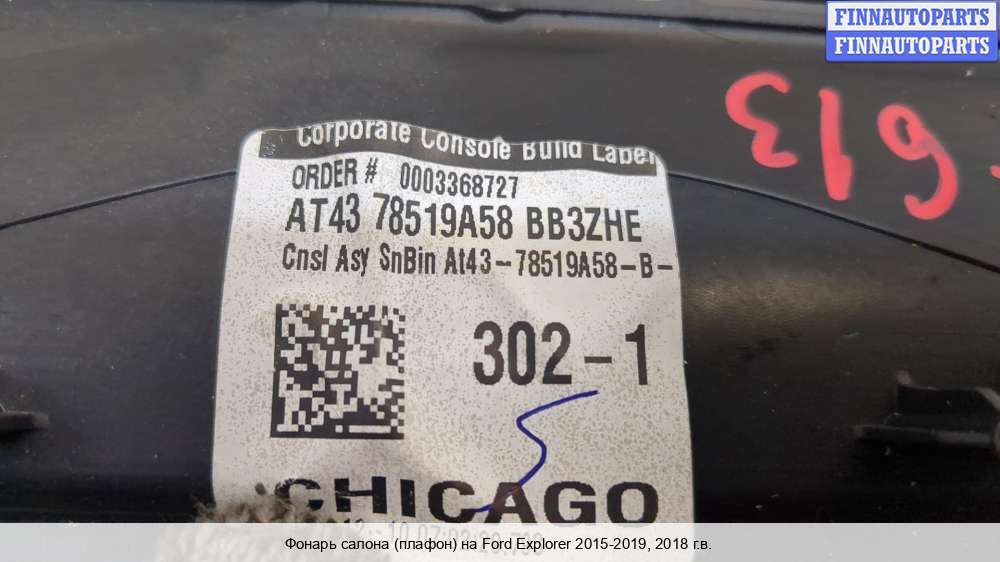 FINNAUTOPARTS
FINNAUTOPARTS
613
Corporate Console Build Label
ORDER # 0003368727
AT43 78519A58 BB3ZHE
Cnsl Asy SnBin At43-78519A58-B-
302-1
CHICAGO
Фонарь салона (плафон) на Ford Explorer 2015-2019, 2018 г.в.